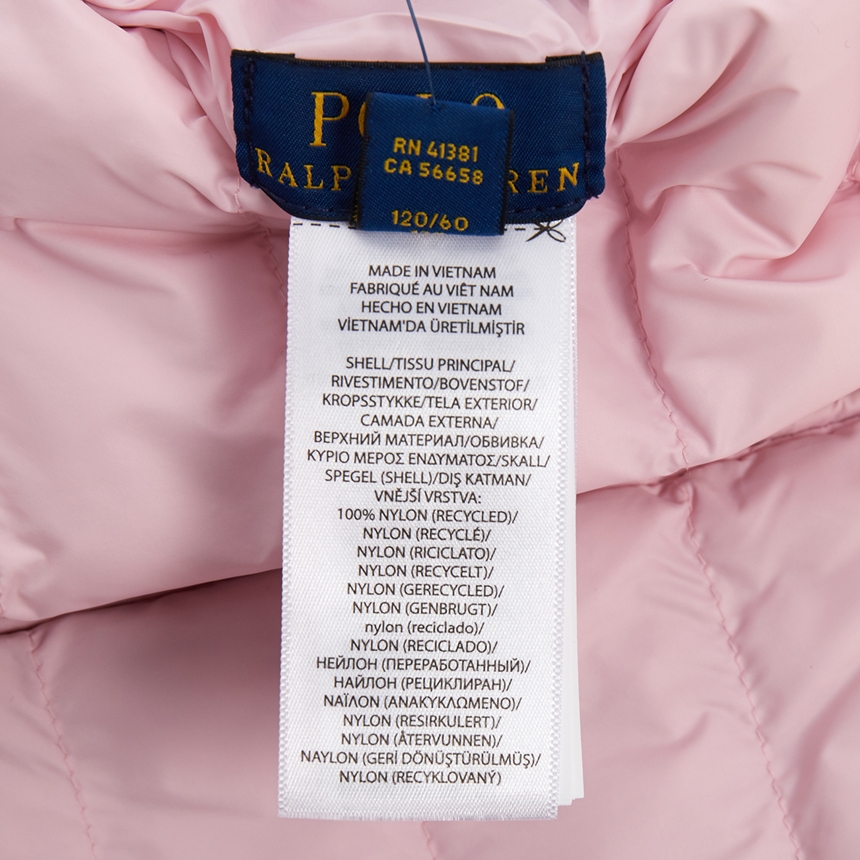 RALP REN
RN 41381
CA 56658
120/60
MADE IN VIETNAM
FABRIQUÉ AU VIÊT NAM
HECHO EN VIETNAM
VİETNAM'DA ÜRETİLMİŞTİR
SHELL/TISSU PRINCIPAL/
RIVESTIMENTO/BOVENSTOF/
KROPSSTYKKE/TELA EXTERIOR/
CAMADA EXTERNA/
ВЕРХНИЙ МАТЕРИАЛ/ОБВИВКА/
ΚΥΡΙΟ ΜΕΡΟΣ ΕΝΔΥΜΑΤΟΣ/SKALL/
SPEGEL (SHELL)/DIŞ KATMAN/
VNĚJŠÍ VRSTVA:
100% NYLON (RECYCLED)/
NYLON (RECYCLÉ)/
NYLON (RICICLATO)/
NYLON (RECYCELT)/
NYLON (GERECYCLED)/
NYLON (GENBRUGT)/
nylon (reciclado)/
NYLON (RECICLADO)/
НЕЙЛОН (ПЕРЕРАБОТАННЫЙ)/
НАЙЛОН (РЕЦИКЛИРАН)/
ΝΑΪΛΟΝ (ΑΝΑΚΥΚΛΩΜΕΝΟ)/
NYLON (RESIRKULERT)/
NYLON (ÅTERVUNNEN)/
NAYLON (GERİ DÖNÜŞTÜRÜLMÜŞ)/
NYLON (RECYKLOVANÝ)